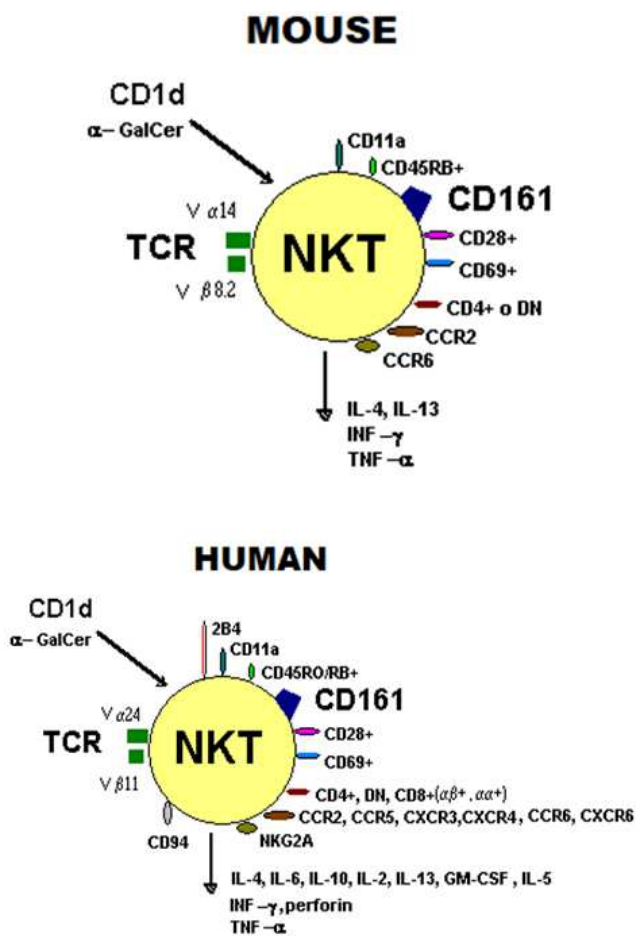 MOUSE
CD1d
α– GalCer
CD11a
CD45RB+
CD161
V α14
TCR
V β8.2
NKT
CD28+
CD69+
CD4+ o DN
CCR2
CCR6
IL-4, IL-13
INF –γ
TNF –α
HUMAN
CD1d
α– GalCer
2B4
CD11a
CD45RO/RB+
CD161
V α24
TCR
V β11
NKT
CD28+
CD69+
CD4+, DN, CD8+(αβ+, αα+)
CCR2, CCR5, CXCR3,CXCR4 , CCR6, CXCR6
NKG2A
CD94
IL-4, IL-6, IL-10, IL-2, IL-13, GM-CSF , IL-5
INF –γ,perforin
TNF –α